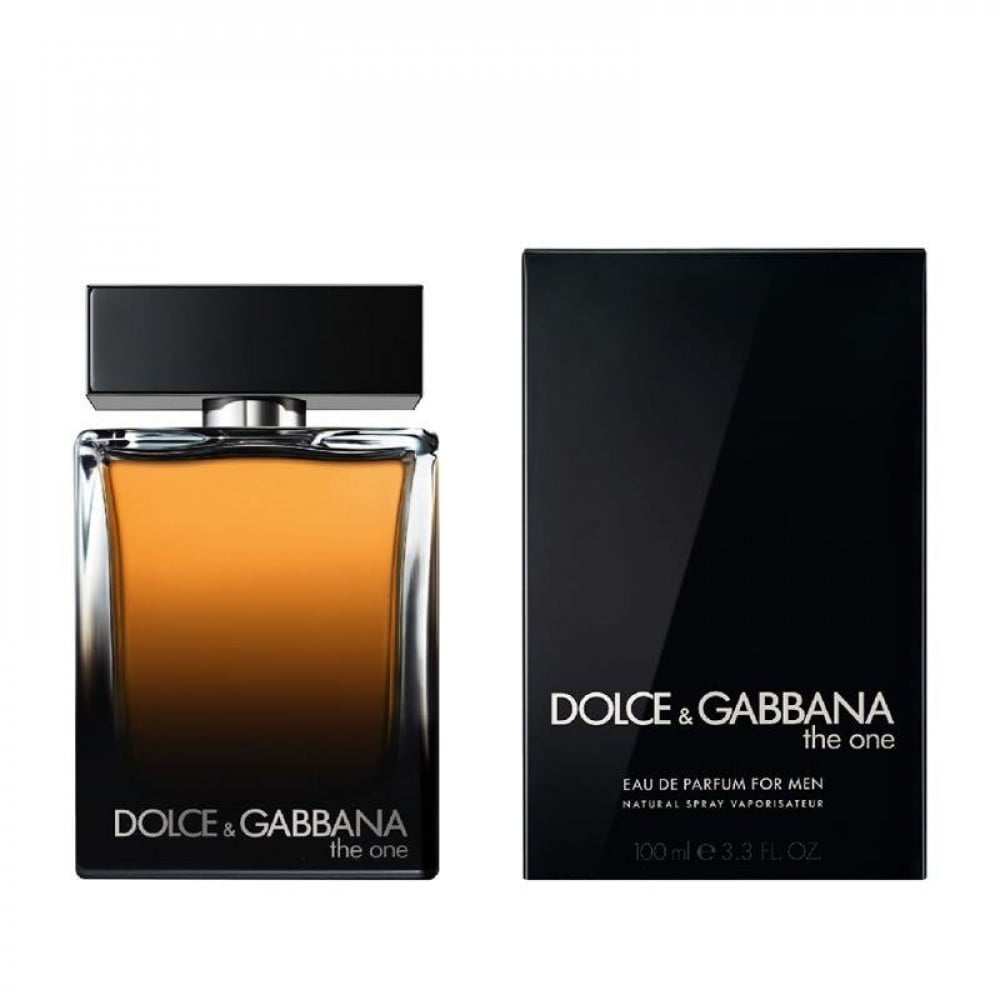 DOLCE & GABBANA
the one
DOLCE & GABBANA
the one
EAU DE PARFUM FOR MEN
NATURAL SPRAY VAPORISATEUR
100 ml e 3.3 FL. OZ.